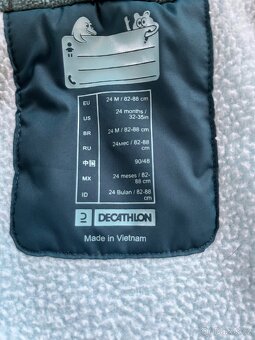 EU 24 M / 82-88 cm
US 24 months / 32-35in
BR 24 M / 82-88 cm
RU 24мес / 82-88 cm
中国 90/48
MX 24 meses / 82-88 cm
ID 24 Bulan / 82-88 cm
DECATHLON
Made in Vietnam